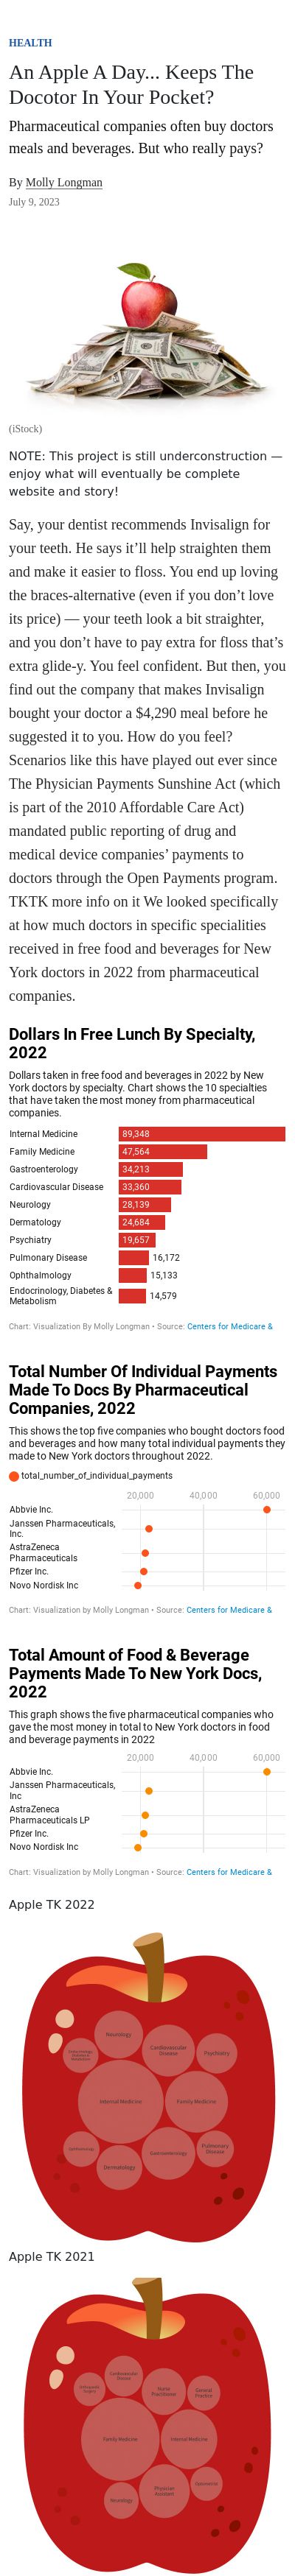 HEALTH
An Apple A Day... Keeps The
Docotor In Your Pocket?
Pharmaceutical companies often buy doctors
meals and beverages. But who really pays?
By Molly Longman
July 9, 2023
(iStock)
NOTE: This project is still underconstruction —
enjoy what will eventually be complete
website and story!
Say, your dentist recommends Invisalign for
your teeth. He says it’ll help straighten them
and make it easier to floss. You end up loving
the braces-alternative (even if you don’t love
its price) — your teeth look a bit straighter,
and you don’t have to pay extra for floss that’s
extra glide-y. You feel confident. But then, you
find out the company that makes Invisalign
bought your doctor a $4,290 meal before he
suggested it to you. How do you feel?
Scenarios like this have played out ever since
The Physician Payments Sunshine Act (which
is part of the 2010 Affordable Care Act)
mandated public reporting of drug and
medical device companies’ payments to
doctors through the Open Payments program.
TKTK more info on it We looked specifically
at how much doctors in specific specialities
received in free food and beverages for New
York doctors in 2022 from pharmaceutical
companies.
Dollars In Free Lunch By Specialty,
2022
Dollars taken in free food and beverages in 2022 by New
York doctors by specialty. Chart shows the 10 specialties
that have taken the most money from pharmaceutical
companies.
Internal Medicine 89,348
Family Medicine 47,564
Gastroenterology 34,213
Cardiovascular Disease 33,360
Neurology 28,139
Dermatology 24,684
Psychiatry 19,657
Pulmonary Disease 16,172
Ophthalmology 15,133
Endocrinology, Diabetes &
Metabolism 14,579
Chart: Visualization By Molly Longman • Source: Centers for Medicare &
Total Number Of Individual Payments
Made To Docs By Pharmaceutical
Companies, 2022
This shows the top five companies who bought doctors food
and beverages and how many total individual payments they
made to New York doctors throughout 2022.
total_number_of_individual_payments
20,000 40,000 60,000
Abbvie Inc.
Janssen Pharmaceuticals,
Inc.
AstraZeneca
Pharmaceuticals
Pfizer Inc.
Novo Nordisk Inc
Chart: Visualization by Molly Longman • Source: Centers for Medicare &
Total Amount of Food & Beverage
Payments Made To New York Docs,
2022
This graph shows the five pharmaceutical companies who
gave the most money in total to New York doctors in food
and beverage payments in 2022
20,000 40,000 60,000
Abbvie Inc.
Janssen Pharmaceuticals,
Inc
AstraZeneca
Pharmaceuticals LP
Pfizer Inc.
Novo Nordisk Inc
Chart: Visualization by Molly Longman • Source: Centers for Medicare &
Apple TK 2022
Neurology
Cardiovascular
Disease
Psychiatry
Internal Medicine
Family Medicine
Gastroenterology
Pulmonary
Disease
Dermatology
Apple TK 2021
Cardiovascular
Disease
Nurse
Practitioner
General
Practice
Family Medicine
Internal Medicine
Physician
Assistant
Neurology